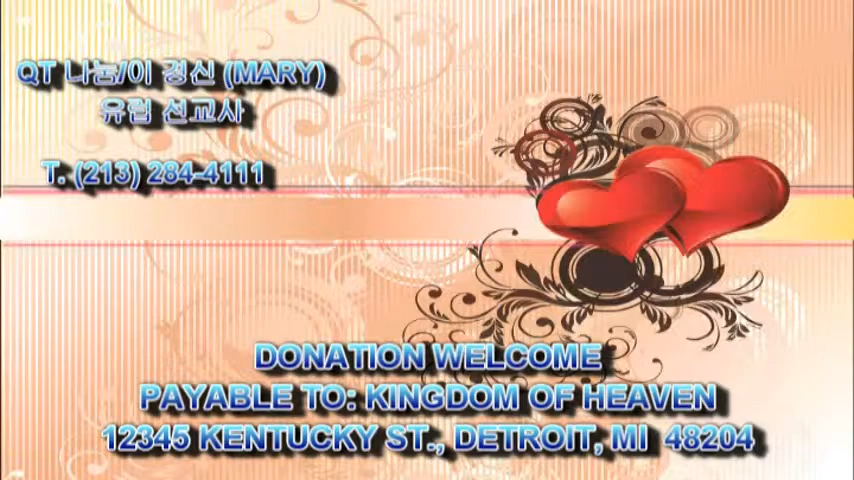 QT 나눔/이 경신 (MARY)
유럽 선교사
T. (213) 284-4111
DONATION WELCOME
PAYABLE TO: KINGDOM OF HEAVEN
12345 KENTUCKY ST., DETROIT, MI 48204